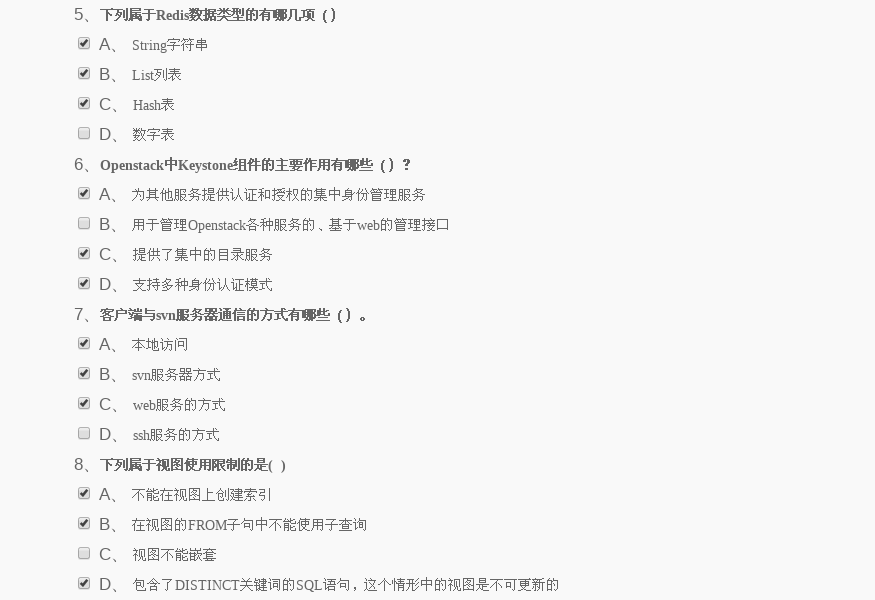 5、下列属于Redis数据类型的有哪几项（）
A、 String字符串
B、 List列表
C、 Hash表
D、 数字表
6、Openstack中Keystone组件的主要作用有哪些（）？
A、 为其他服务提供认证和授权的集中身份管理服务
B、 用于管理Openstack各种服务的、基于web的管理接口
C、 提供了集中的目录服务
D、 支持多种身份认证模式
7、客户端与svn服务器通信的方式有哪些（）。
A、 本地访问
B、 svn服务器方式
C、 web服务的方式
D、 ssh服务的方式
8、下列属于视图使用限制的是( )
A、 不能在视图上创建索引
B、 在视图的FROM子句中不能使用子查询
C、 视图不能嵌套
D、 包含了DISTINCT关键词的SQL语句，这个情形中的视图是不可更新的